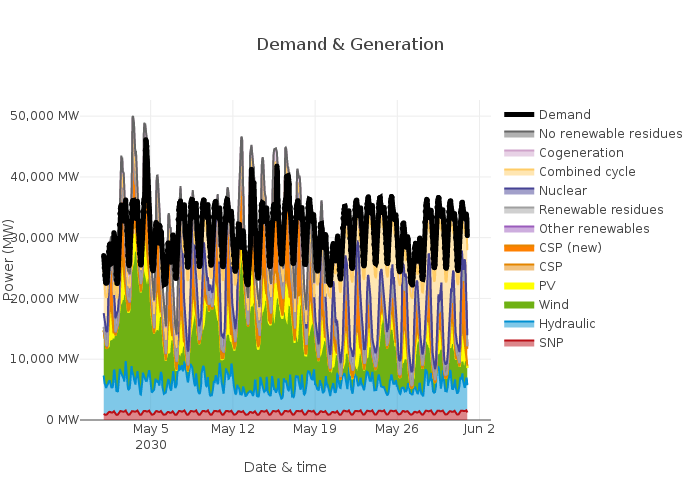 Demand & Generation
50,000 MW
40,000 MW
30,000 MW
20,000 MW
10,000 MW
0 MW
Power (MW)
May 5
2030
May 12
May 19
May 26
Jun 2
Date & time
Demand
No renewable residues
Cogeneration
Combined cycle
Nuclear
Renewable residues
Other renewables
CSP (new)
CSP
PV
Wind
Hydraulic
SNP